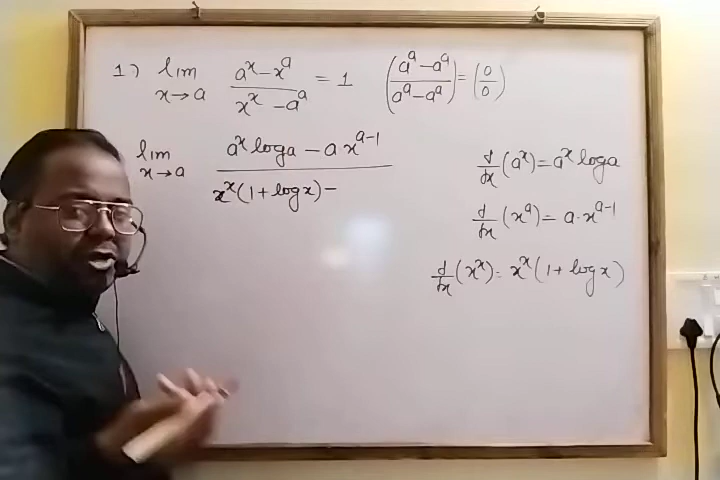 1) lim x→a (a^x - x^a)/(x^x - a^a) = 1 ((a^a - a^a)/(a^a - a^a)) = (0/0)
lim x→a (a^x log a - a x^(a-1))/(x^x (1 + log x) -
d/dx (a^x) = a^x log a
d/dx (x^a) = a · x^(a-1)
d/dx (x^x) = x^x (1 + log x)